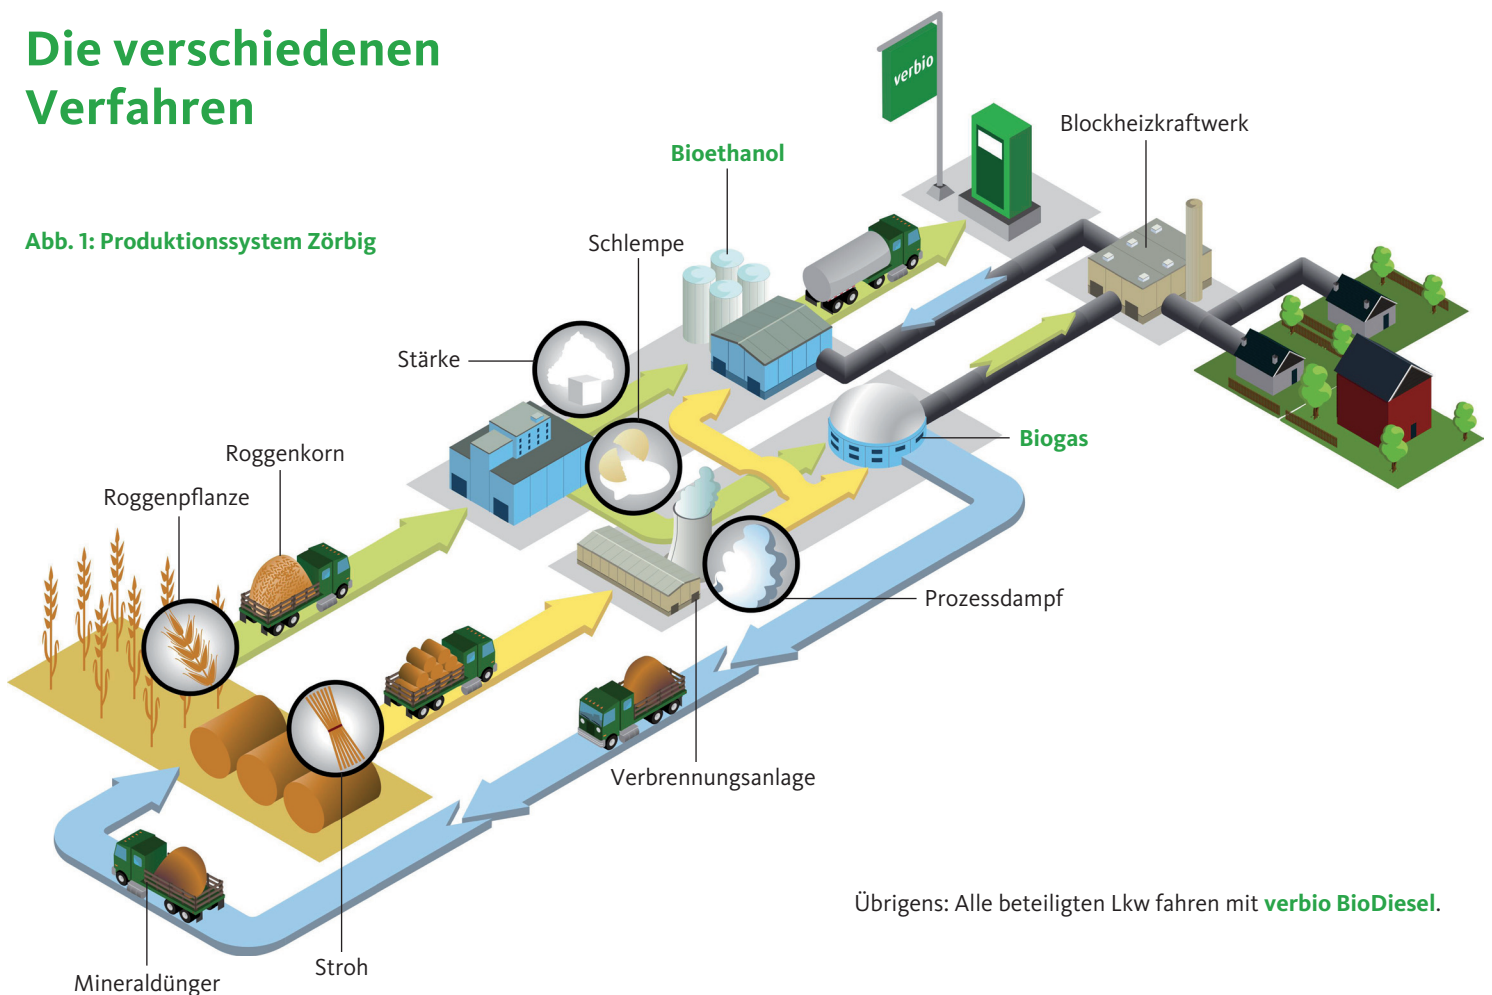 Die verschiedenen
Verfahren
verbio
Blockheizkraftwerk
Bioethanol
Abb. 1: Produktionssystem Zörbig
Schlempe
Stärke
Biogas
Roggenkorn
Roggenpflanze
Prozessdampf
Verbrennungsanlage
Übrigens: Alle beteiligten Lkw fahren mit verbio BioDiesel.
Stroh
Mineraldünger